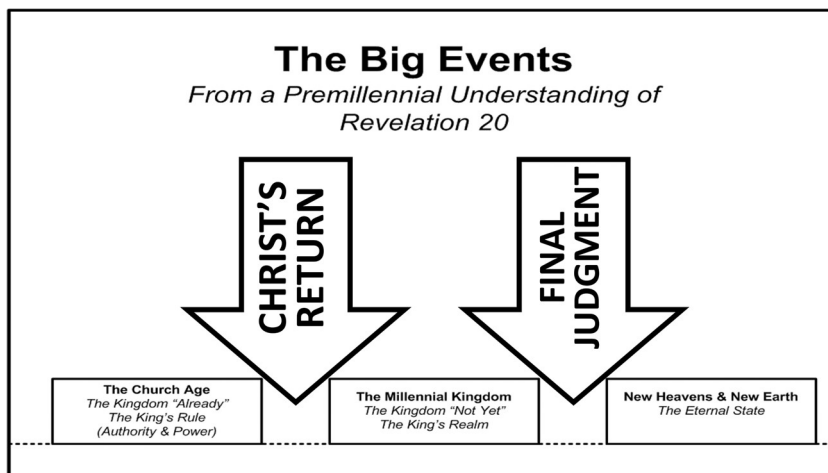 The Big Events
From a Premillennial Understanding of
Revelation 20
CHRIST'S
RETURN
FINAL
JUDGMENT
The Church Age
The Kingdom “Already”
The King's Rule
(Authority & Power)
The Millennial Kingdom
The Kingdom “Not Yet”
The King's Realm
New Heavens & New Earth
The Eternal State